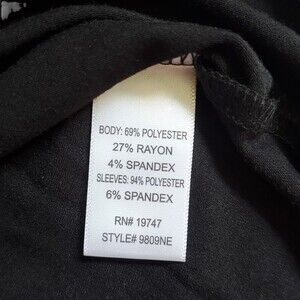 BODY: 69% POLYESTER
27% RAYON
4% SPANDEX
SLEEVES: 94% POLYESTER
6% SPANDEX
RN# 19747
STYLE# 9809NE